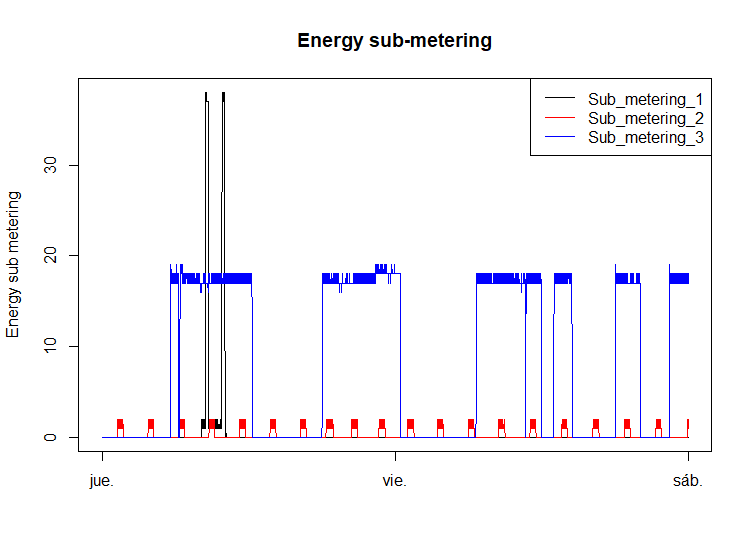 Energy sub-metering
Sub_metering_1
Sub_metering_2
Sub_metering_3
Energy sub metering
30
20
10
0
jue.
vie.
sáb.